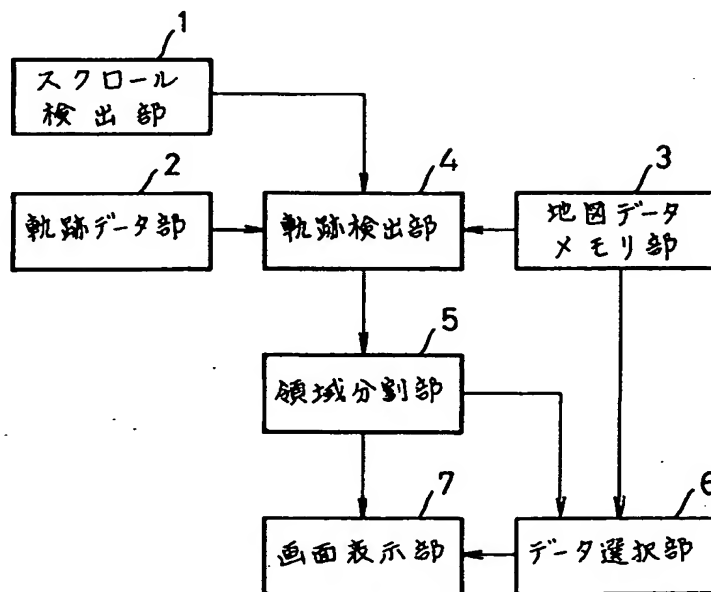 1
スクロール
検出部
2
軌跡データ部
4
軌跡検出部
3
地図データ
メモリ部
5
領域分割部
7
画面表示部
6
データ選択部